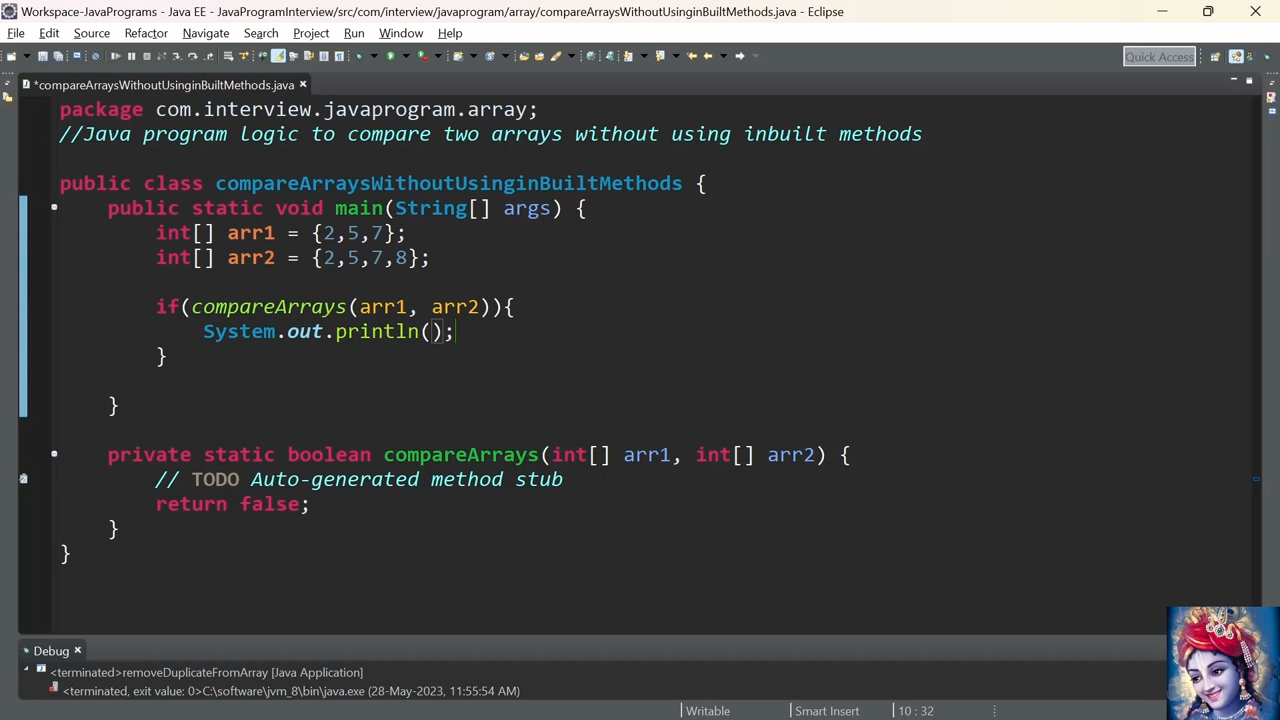 Workspace-JavaPrograms - Java EE - JavaProgramInterview/src/com/interview/javaprogram/array/compareArraysWithoutUsinginBuiltMethods.java - Eclipse
File Edit Source Refactor Navigate Search Project Run Window Help
Quick Access
*compareArraysWithoutUsinginBuiltMethods.java
package com.interview.javaprogram.array;
//Java program logic to compare two arrays without using inbuilt methods
public class compareArraysWithoutUsinginBuiltMethods {
public static void main(String[] args) {
int[] arr1 = {2,5,7};
int[] arr2 = {2,5,7,8};
if(compareArrays(arr1, arr2)){
System.out.println();
}
}
private static boolean compareArrays(int[] arr1, int[] arr2) {
// TODO Auto-generated method stub
return false;
}
}
Debug
<terminated>removeDuplicateFromArray [Java Application]
<terminated, exit value: 0>C:\software\jvm_8\bin\java.exe (28-May-2023, 11:55:54 AM)
Writable Smart Insert 10 : 32